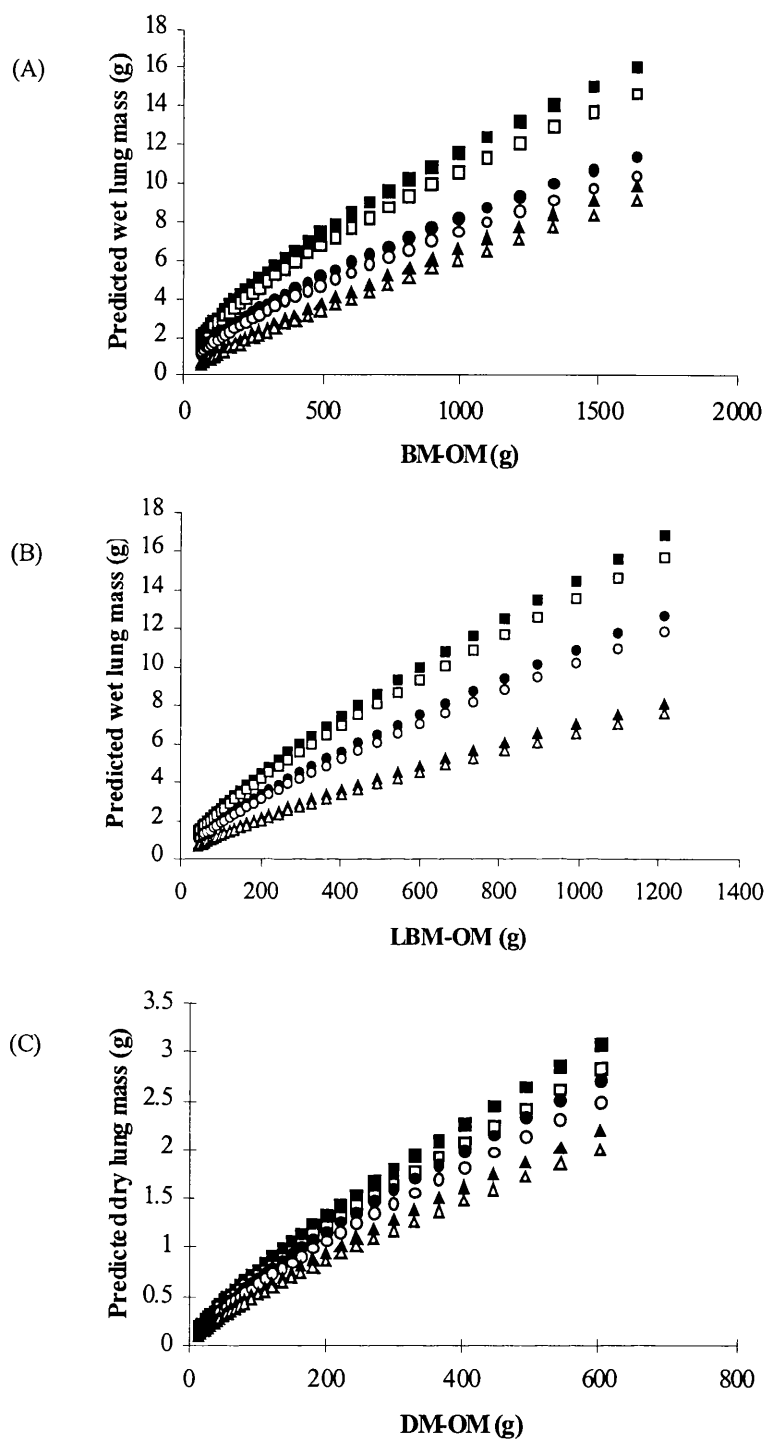 (A)
Predicted wet lung mass (g)
18
16
14
12
10
8
6
4
2
0
0 500 1000 1500 2000
BM-OM (g)
(B)
Predicted wet lung mass (g)
18
16
14
12
10
8
6
4
2
0
0 200 400 600 800 1000 1200 1400
LBM-OM (g)
(C)
Predicted dry lung mass (g)
3.5
3
2.5
2
1.5
1
0.5
0
0 200 400 600 800
DM-OM (g)